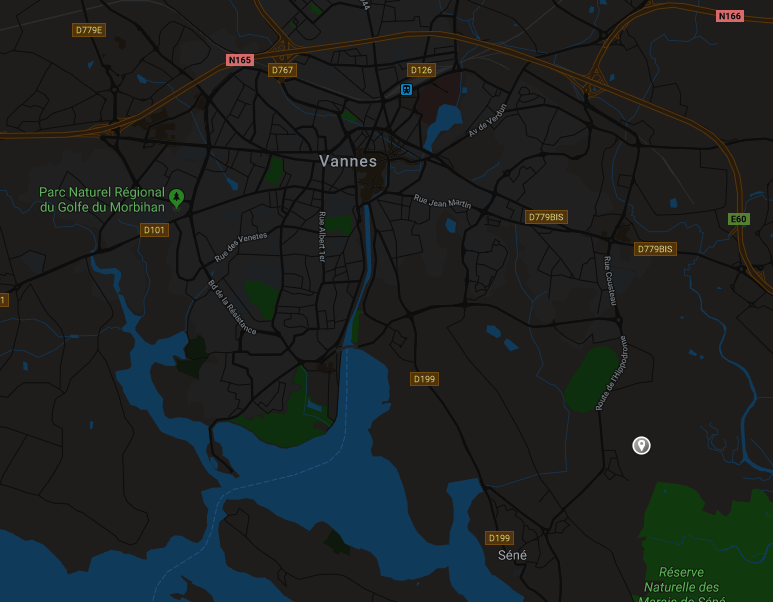 44
D779E
N166
N165
D767
D126
Av de Verdun
Vannes
Parc Naturel Régional
du Golfe du Morbihan
Rue Jean Martin
D779BIS
E60
D101
Rue des Venetes
Rue Albert 1er
D779BIS
Rue Cousteau
1
Bd de la Résistance
Route de l'Hippodrome
D199
D199
Séné
Réserve
Naturelle des
Marais de Séné